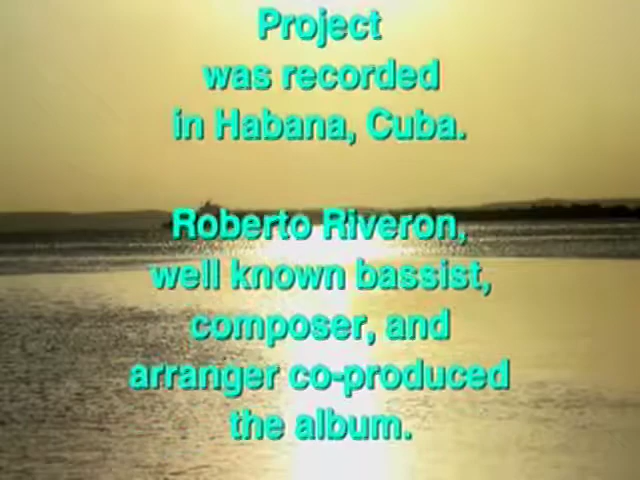 Project
was recorded
in Habana, Cuba.
Roberto Riveron,
well known bassist,
composer, and
arranger co-produced
the album.